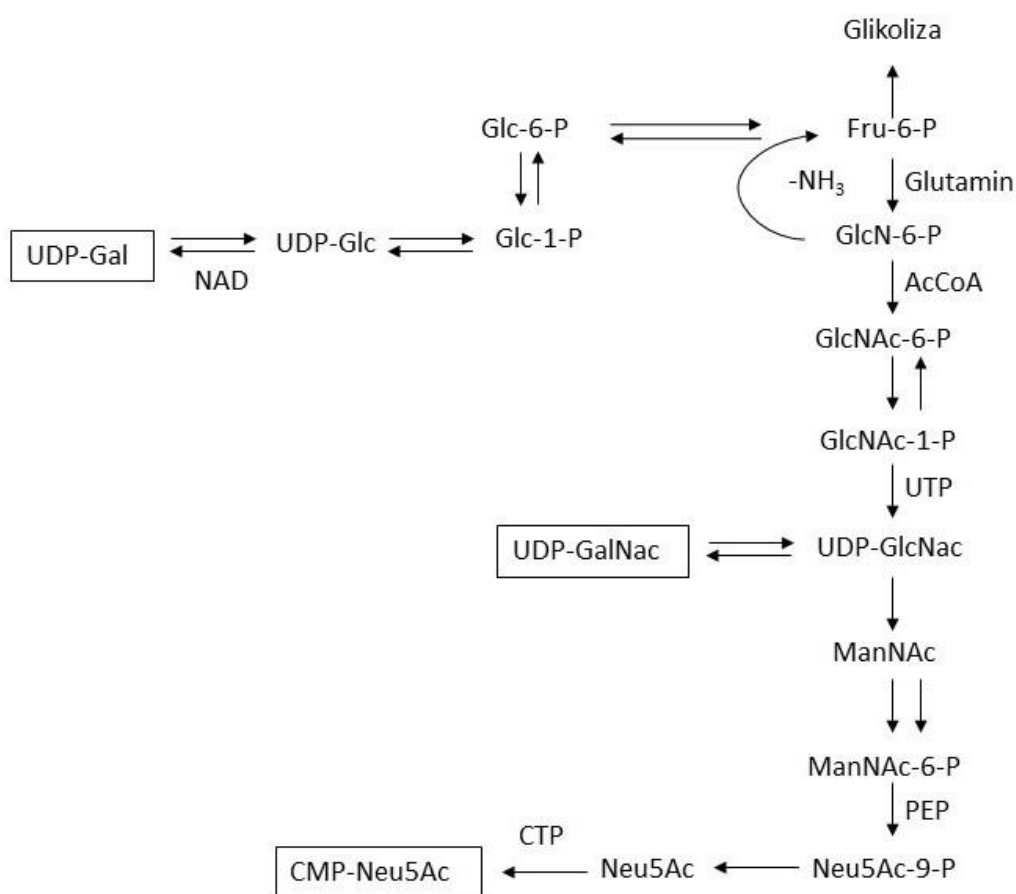 Glikoliza
Glc-6-P
Fru-6-P
-NH₃
Glutamin
UDP-Gal
UDP-Glc
Glc-1-P
GlcN-6-P
NAD
AcCoA
GlcNAc-6-P
GlcNAc-1-P
UTP
UDP-GalNac
UDP-GlcNac
ManNAc
ManNAc-6-P
PEP
CTP
CMP-Neu5Ac
Neu5Ac
Neu5Ac-9-P